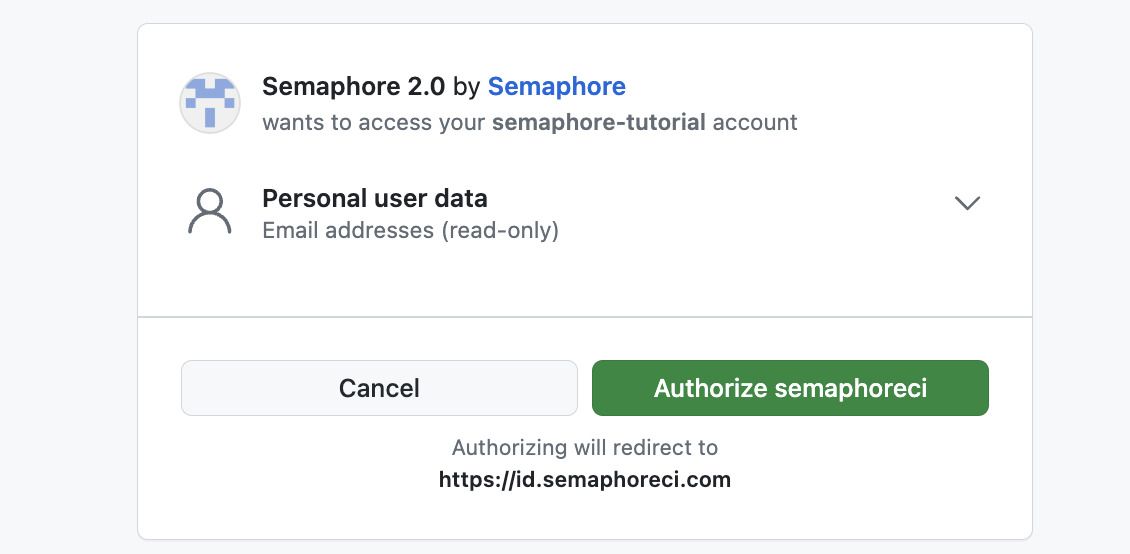 Semaphore 2.0 by Semaphore
wants to access your semaphore-tutorial account
Personal user data
Email addresses (read-only)
Cancel
Authorize semaphoreci
Authorizing will redirect to
https://id.semaphoreci.com